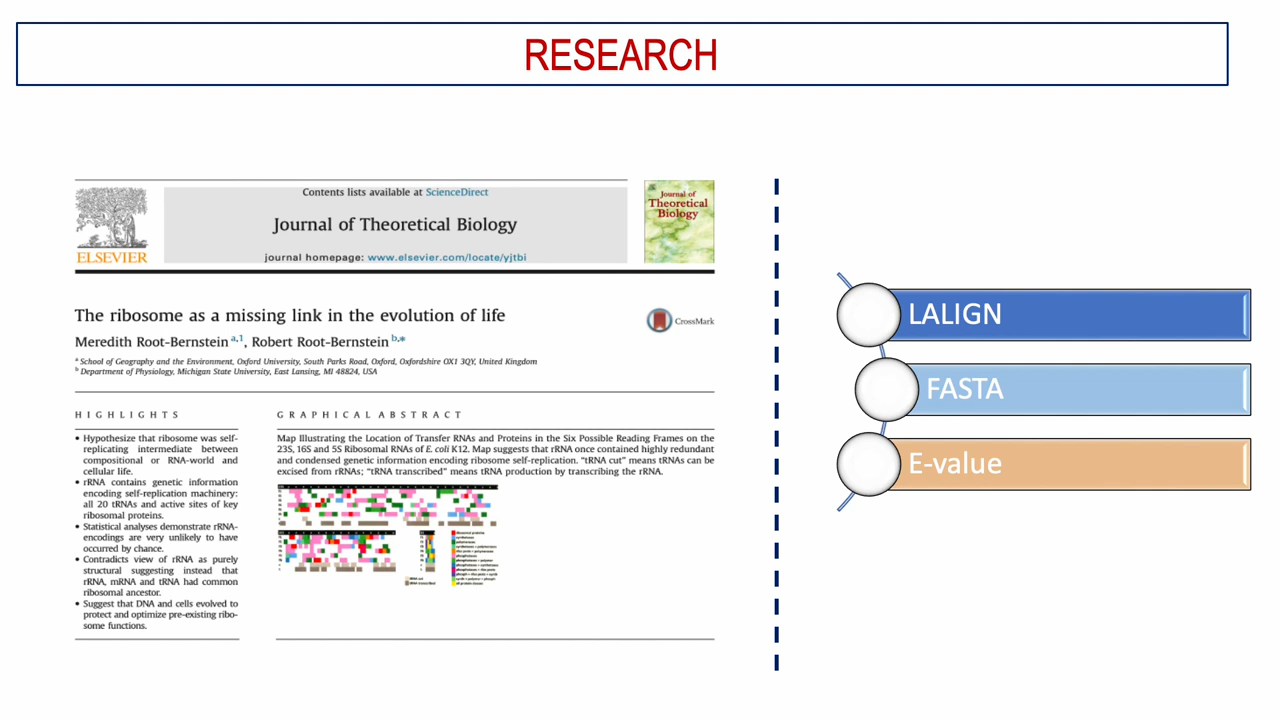 RESEARCH
Contents lists available at ScienceDirect
Journal of Theoretical Biology
journal homepage: www.elsevier.com/locate/yjtbi
ELSEVIER
Journal of
Theoretical
Biology
The ribosome as a missing link in the evolution of life
CrossMark
Meredith Root-Bernstein a,1, Robert Root-Bernstein b,*
a School of Geography and the Environment, Oxford University, South Parks Road, Oxford, Oxfordshire OX1 3QY, United Kingdom
b Department of Physiology, Michigan State University, East Lansing, MI 48824, USA
HIGHLIGHTS
• Hypothesize that ribosome was self-
replicating intermediate between
compositional or RNA-world and
cellular life.
• rRNA contains genetic information
encoding self-replication machinery:
all 20 tRNAs and active sites of key
ribosomal proteins.
• Statistical analyses demonstrate rRNA-
encodings are very unlikely to have
occurred by chance.
• Contradicts view of rRNA as purely
structural suggesting instead that
rRNA, mRNA and tRNA had common
ribosomal ancestor.
• Suggest that DNA and cells evolved to
protect and optimize pre-existing ribo-
some functions.
GRAPHICAL ABSTRACT
Map Illustrating the Location of Transfer RNAs and Proteins in the Six Possible Reading Frames on the
23S, 16S and 5S Ribosomal RNAs of E. coli K12. Map suggests that rRNA once contained highly redundant
and condensed genetic information encoding ribosome self-replication. "tRNA cut" means tRNAs can be
excised from rRNAs; "tRNA transcribed" means tRNA production by transcribing the rRNA.
LALIGN
FASTA
E-value